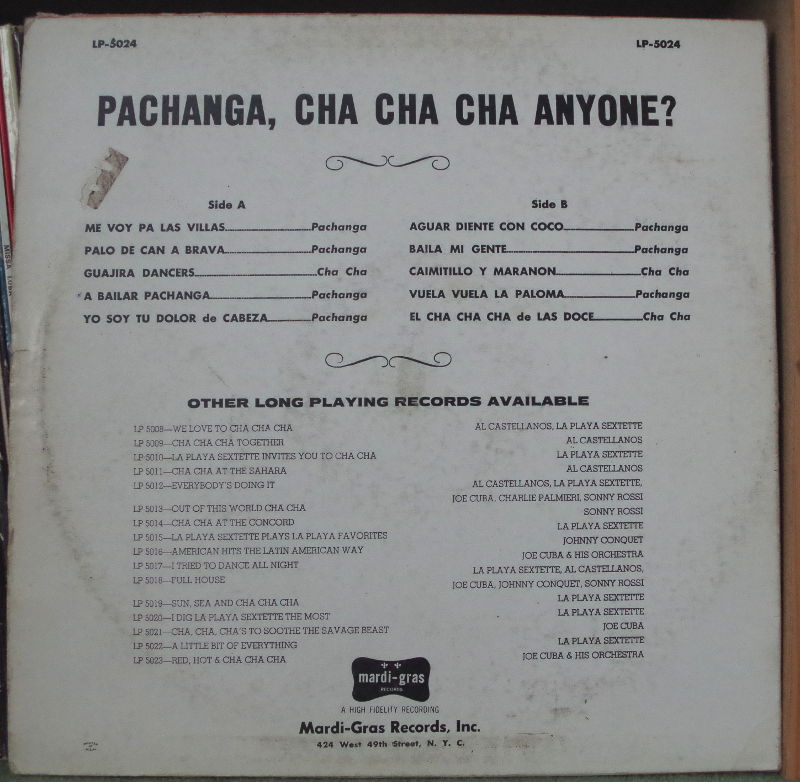 LP-5024 LP-5024
PACHANGA, CHA CHA CHA ANYONE?
Side A
ME VOY PA LAS VILLAS Pachanga
PALO DE CAN A BRAVA Pachanga
GUAJIRA DANCERS Cha Cha
A BAILAR PACHANGA Pachanga
YO SOY TU DOLOR de CABEZA Pachanga
Side B
AGUAR DIENTE CON COCO Pachanga
BAILA MI GENTE Pachanga
CAIMITILLO Y MARANON Cha Cha
VUELA VUELA LA PALOMA Pachanga
EL CHA CHA CHA de LAS DOCE Cha Cha
OTHER LONG PLAYING RECORDS AVAILABLE
LP 5008—WE LOVE TO CHA CHA CHA AL CASTELLANOS, LA PLAYA SEXTETTE
LP 5009—CHA CHA CHA TOGETHER AL CASTELLANOS
LP 5010—LA PLAYA SEXTETTE INVITES YOU TO CHA CHA LA PLAYA SEXTETTE
LP 5011—CHA CHA AT THE SAHARA AL CASTELLANOS
LP 5012—EVERYBODY'S DOING IT AL CASTELLANOS, LA PLAYA SEXTETTE,
JOE CUBA, CHARLIE PALMIERI, SONNY ROSSI
LP 5013—OUT OF THIS WORLD CHA CHA SONNY ROSSI
LP 5014—CHA CHA AT THE CONCORD LA PLAYA SEXTETTE
LP 5015—LA PLAYA SEXTETTE PLAYS LA PLAYA FAVORITES JOHNNY CONQUET
LP 5016—AMERICAN HITS THE LATIN AMERICAN WAY JOE CUBA & HIS ORCHESTRA
LP 5017—I TRIED TO DANCE ALL NIGHT LA PLAYA SEXTETTE, AL CASTELLANOS,
LP 5018—FULL HOUSE JOE CUBA, JOHNNY CONQUET, SONNY ROSSI
LP 5019—SUN, SEA AND CHA CHA CHA LA PLAYA SEXTETTE
LP 5020—I DIG LA PLAYA SEXTETTE THE MOST LA PLAYA SEXTETTE
LP 5021—CHA, CHA, CHA'S TO SOOTHE THE SAVAGE BEAST JOE CUBA
LP 5022—A LITTLE BIT OF EVERYTHING LA PLAYA SEXTETTE
LP 5023—RED, HOT & CHA CHA CHA JOE CUBA & HIS ORCHESTRA
mardi-gras
RECORDS
A HIGH FIDELITY RECORDING
Mardi-Gras Records, Inc.
424 West 49th Street, N. Y. C.
MISSA LUBA